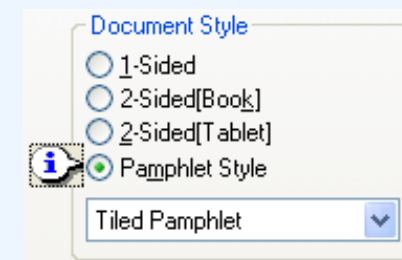 Document Style
1-Sided
2-Sided[Book]
2-Sided[Tablet]
i Pamphlet Style
Tiled Pamphlet